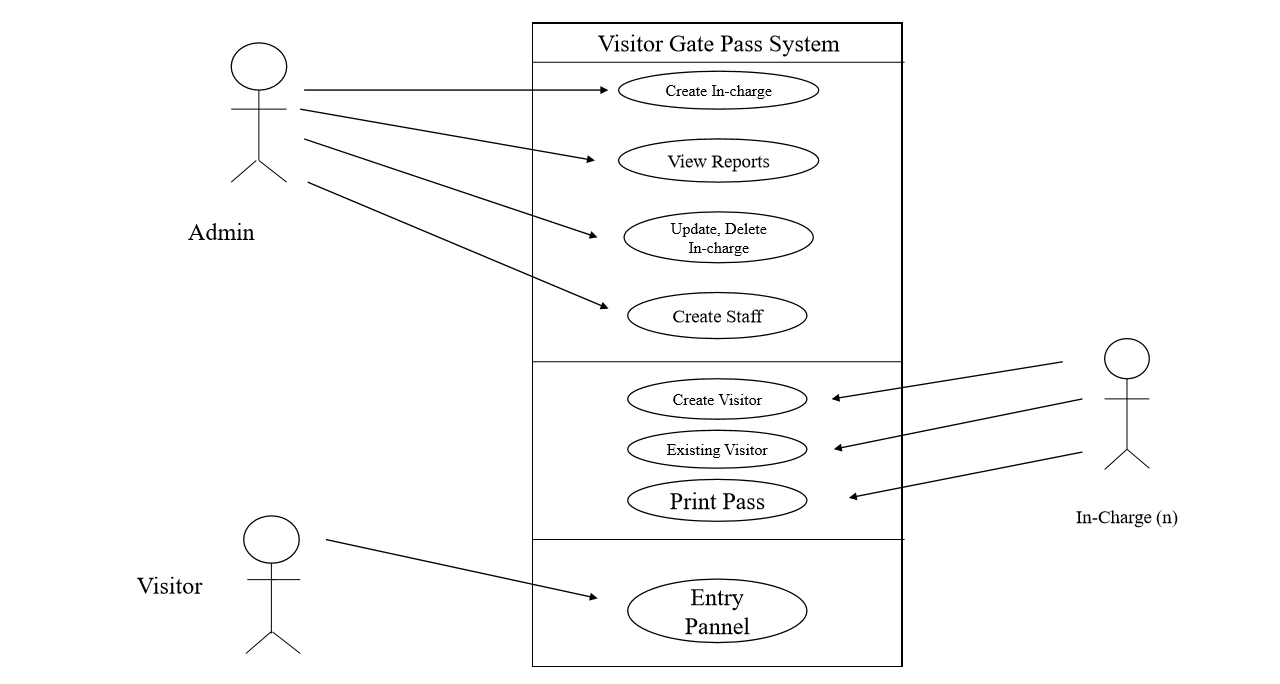 Visitor Gate Pass System
Create In-charge
View Reports
Update, Delete
In-charge
Admin
Create Staff
Create Visitor
Existing Visitor
Print Pass
In-Charge (n)
Visitor
Entry
Pannel